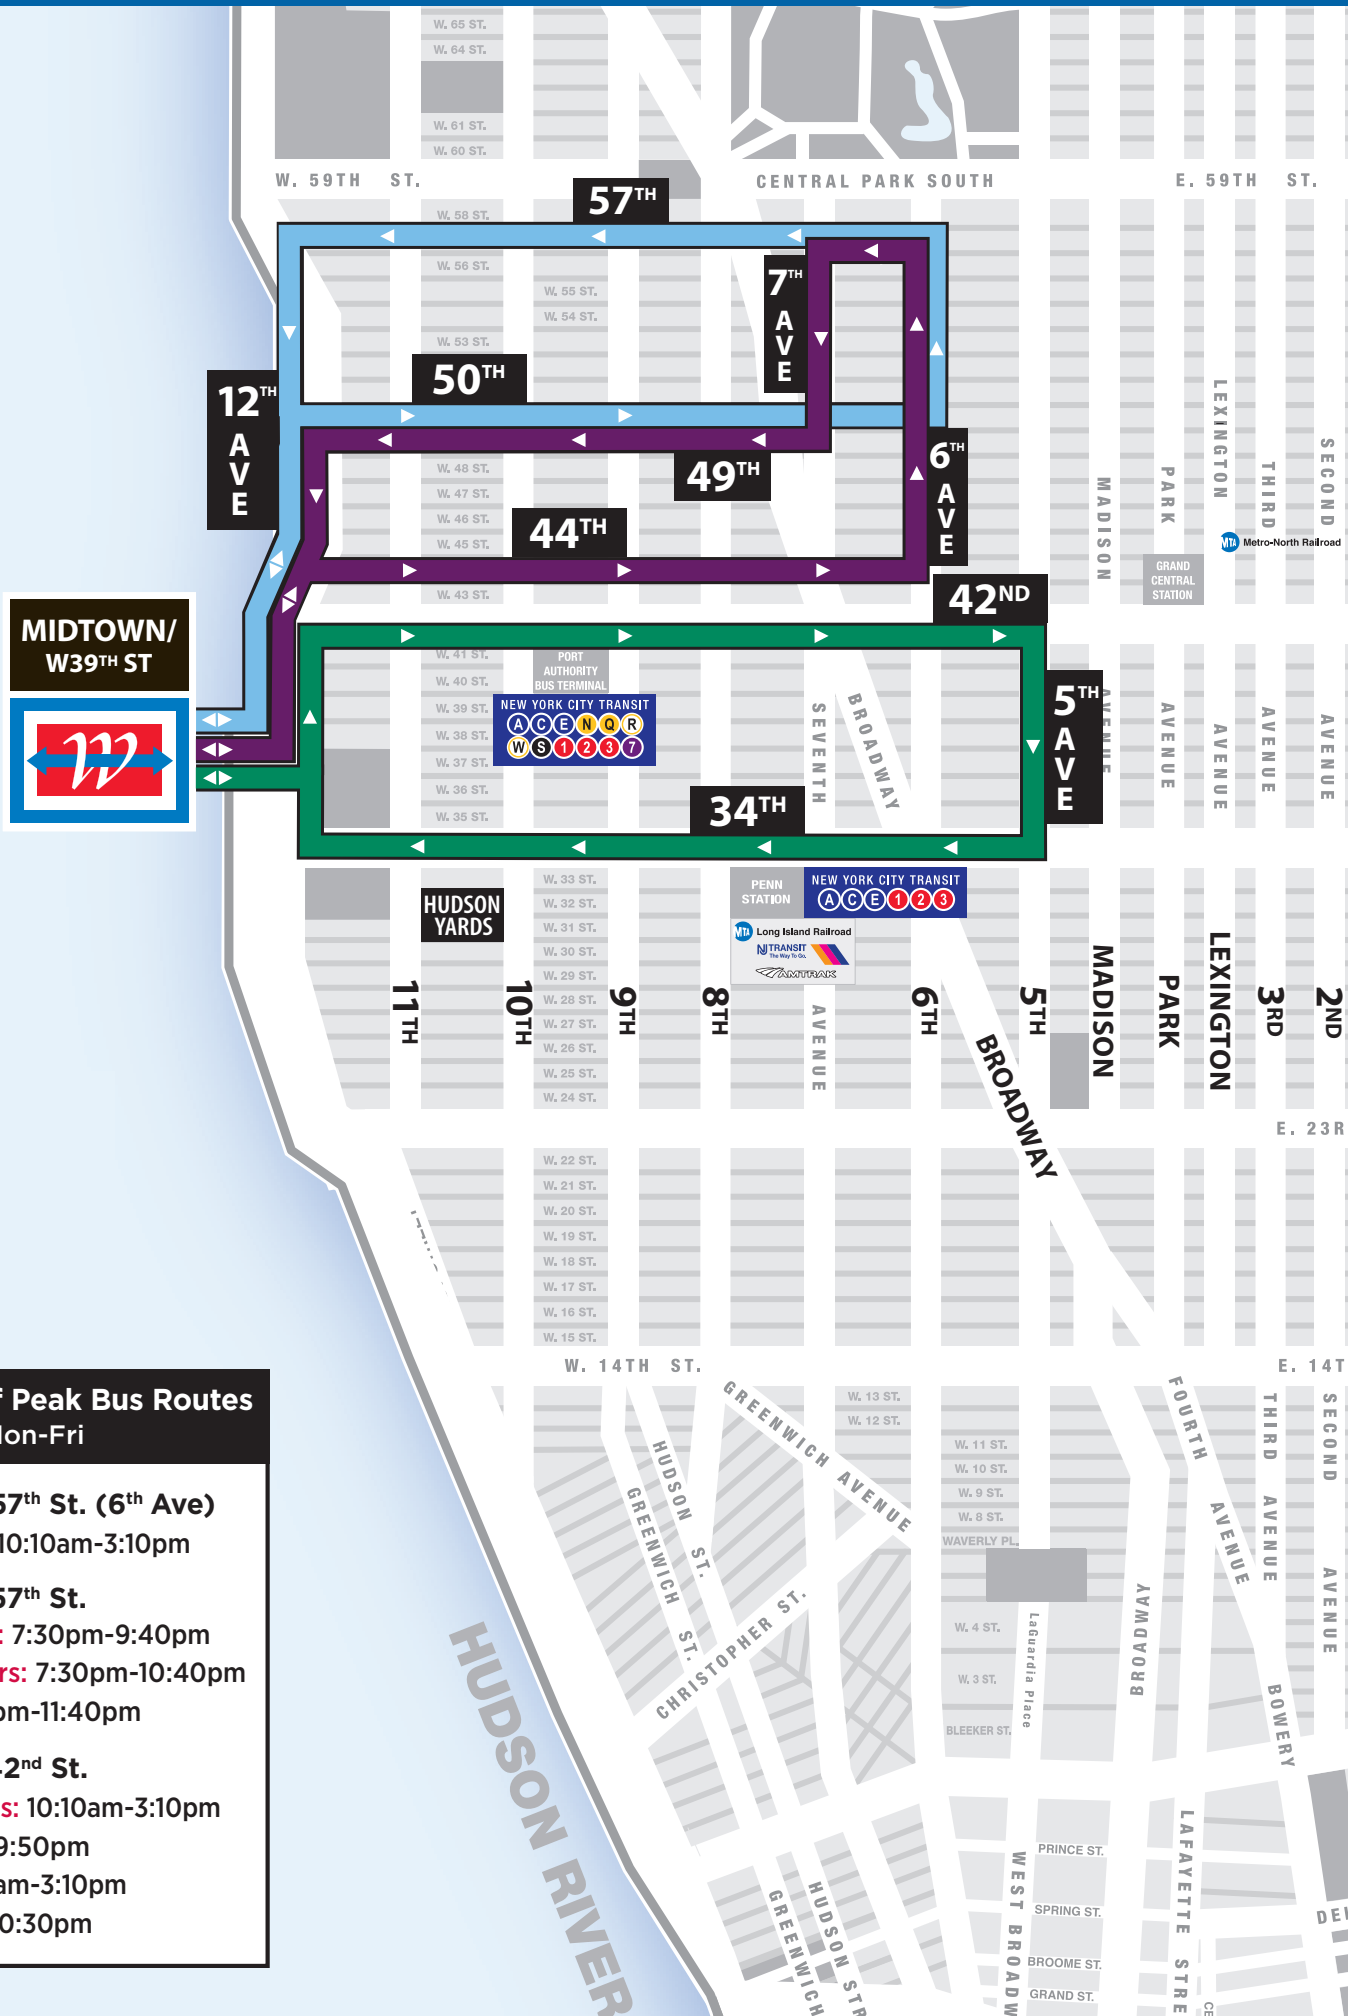 W. 65 ST.
W. 64 ST.
W. 61 ST.
W. 60 ST.
W. 59TH ST.
CENTRAL PARK SOUTH
E. 59TH ST.
57TH
W. 58 ST.
W. 56 ST.
W. 55 ST.
W. 54 ST.
W. 53 ST.
7TH AVE
50TH
12TH AVE
49TH
6TH AVE
W. 48 ST.
W. 47 ST.
W. 46 ST.
W. 45 ST.
44TH
W. 43 ST.
42ND
MADISON
PARK
LEXINGTON
THIRD
SECOND
MTA Metro-North Railroad
GRAND
CENTRAL
STATION
MIDTOWN/
W39TH ST
W
W. 41 ST.
W. 40 ST.
W. 39 ST.
W. 38 ST.
W. 37 ST.
W. 36 ST.
W. 35 ST.
PORT
AUTHORITY
BUS TERMINAL
NEW YORK CITY TRANSIT
A C E N Q R
W S 1 2 3 7
SEVENTH
BROADWAY
5TH AVE
AVENUE
AVENUE
AVENUE
AVENUE
AVENUE
34TH
PENN
STATION
NEW YORK CITY TRANSIT
A C E 1 2 3
MTA Long Island Railroad
NJ TRANSIT
The Way To Go.
AMTRAK
HUDSON
YARDS
W. 33 ST.
W. 32 ST.
W. 31 ST.
W. 30 ST.
W. 29 ST.
W. 28 ST.
W. 27 ST.
W. 26 ST.
W. 25 ST.
W. 24 ST.
11TH
10TH
9TH
8TH
AVENUE
6TH
BROADWAY
5TH
MADISON
PARK
LEXINGTON
3RD
2ND
E. 23R
W. 22 ST.
W. 21 ST.
W. 20 ST.
W. 19 ST.
W. 18 ST.
W. 17 ST.
W. 16 ST.
W. 15 ST.
W. 14TH ST.
E. 14T
GREENWICH AVENUE
W. 13 ST.
W. 12 ST.
W. 11 ST.
W. 10 ST.
W. 9 ST.
W. 8 ST.
WAVERLY PL.
HUDSON ST.
GREENWICH ST.
CHRISTOPHER ST.
W. 4 ST.
W. 3 ST.
BLEEKER ST.
LaGuardia Place
BROADWAY
FOURTH AVENUE
THIRD AVENUE
SECOND AVENUE
BOWERY
f Peak Bus Routes
on-Fri
57th St. (6th Ave)
10:10am-3:10pm
57th St.
: 7:30pm-9:40pm
rs: 7:30pm-10:40pm
pm-11:40pm
2nd St.
s: 10:10am-3:10pm
9:50pm
am-3:10pm
0:30pm
HUDSON RIVER
GREENWICH
HUDSON STR
WEST BROADW
PRINCE ST.
SPRING ST.
BROOME ST.
GRAND ST.
LAFAYETTE STRE
CE
DEL